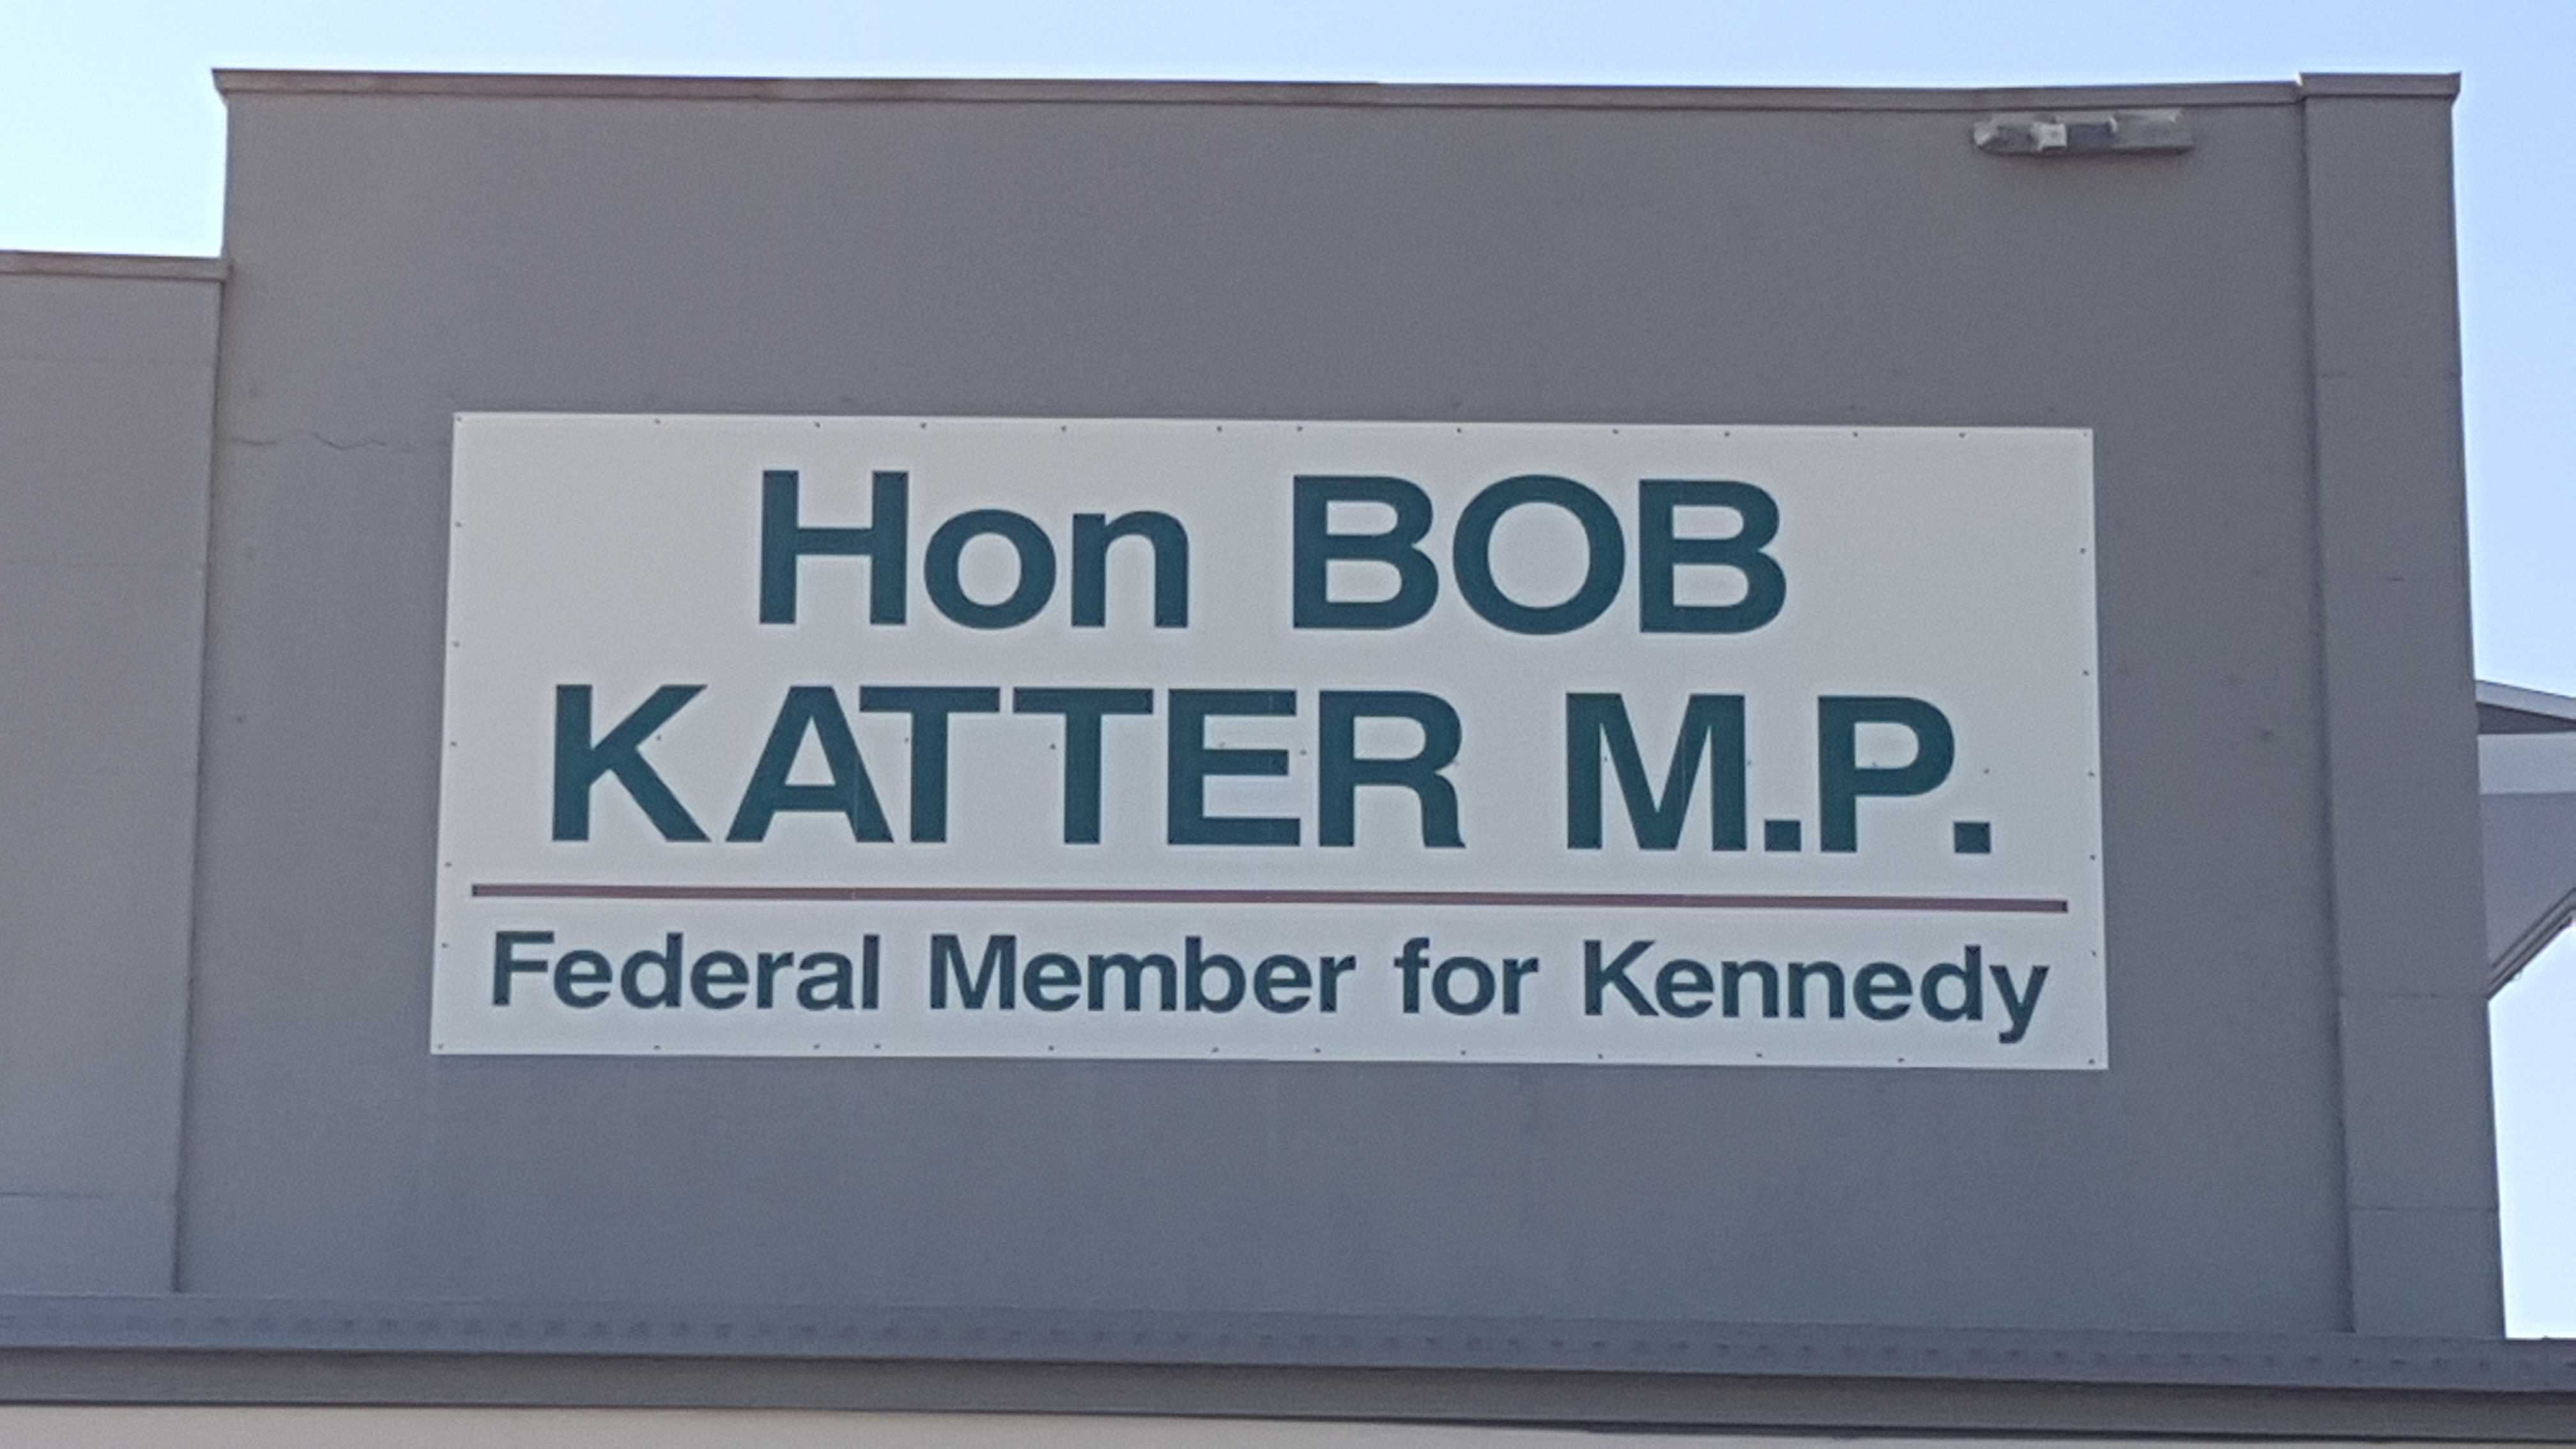 Hon BOB
KATTER M.P.
Federal Member for Kennedy